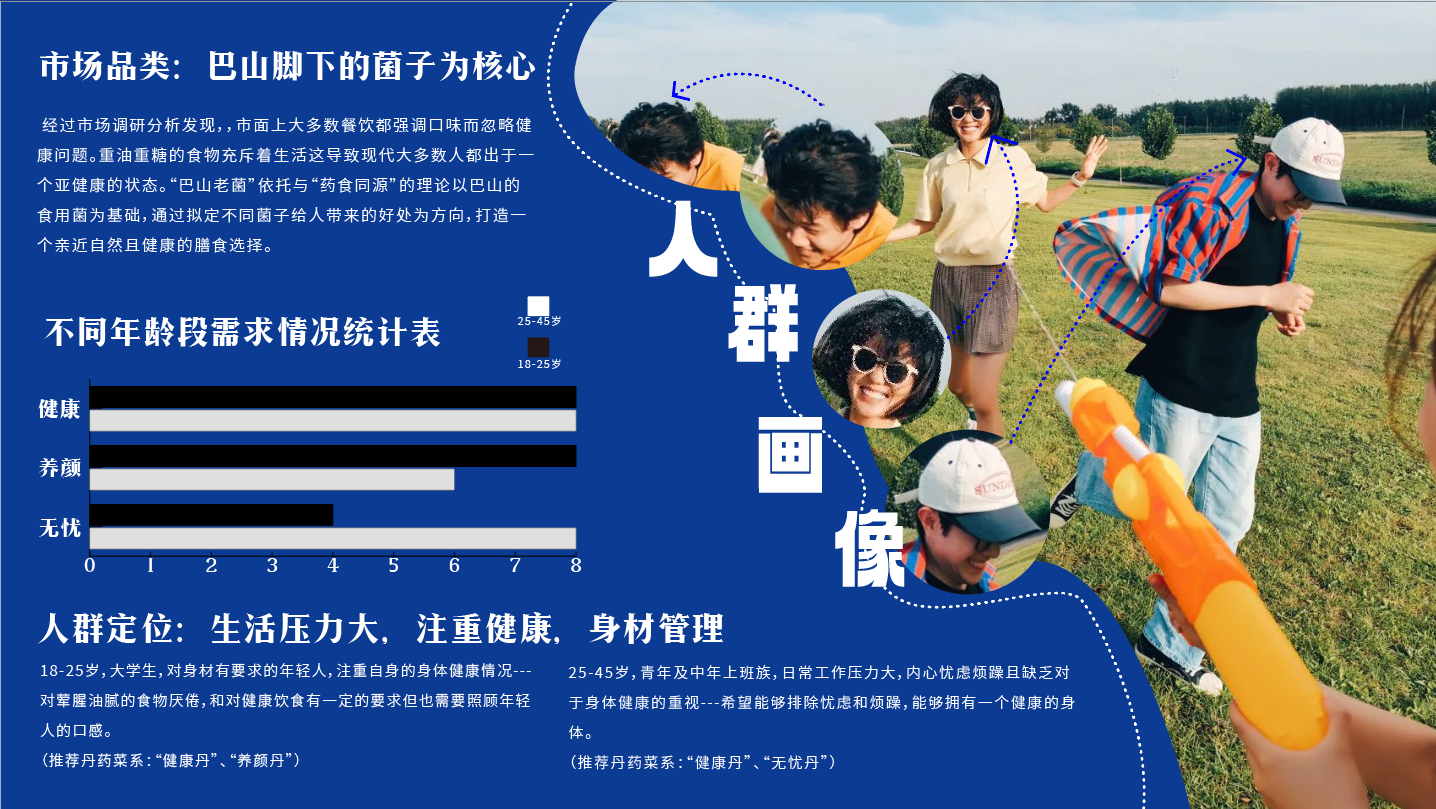 市场品类：巴山脚下的菌子为核心
经过市场调研分析发现，，市面上大多数餐饮都强调口味而忽略健
康问题。重油重糖的食物充斥着生活这导致现代大多数人都出于一
个亚健康的状态。“巴山老菌”依托与“药食同源”的理论以巴山的
食用菌为基础，通过拟定不同菌子给人带来的好处为方向，打造一
个亲近自然且健康的膳食选择。
人
群
画
像
不同年龄段需求情况统计表
25-45岁
18-25岁
健康
养颜
无忧
0 1 2 3 4 5 6 7 8
人群定位：生活压力大，注重健康，身材管理
18-25岁，大学生，对身材有要求的年轻人，注重自身的身体健康情况---
对荤腥油腻的食物厌倦，和对健康饮食有一定的要求但也需要照顾年轻
人的口感。
（推荐丹药菜系：“健康丹”、“养颜丹”）
25-45岁，青年及中年上班族，日常工作压力大，内心忧虑烦躁且缺乏对
于身体健康的重视---希望能够排除忧虑和烦躁，能够拥有一个健康的身
体。
（推荐丹药菜系：“健康丹”、“无忧丹”）